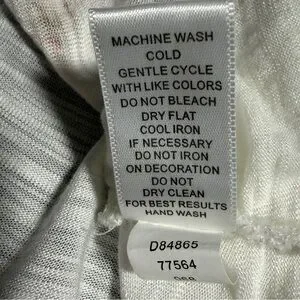 MACHINE WASH
COLD
GENTLE CYCLE
WITH LIKE COLORS
DO NOT BLEACH
DRY FLAT
COOL IRON
IF NECESSARY
DO NOT IRON
ON DECORATION
DO NOT
DRY CLEAN
FOR BEST RESULTS
HAND WASH
D84865
77564